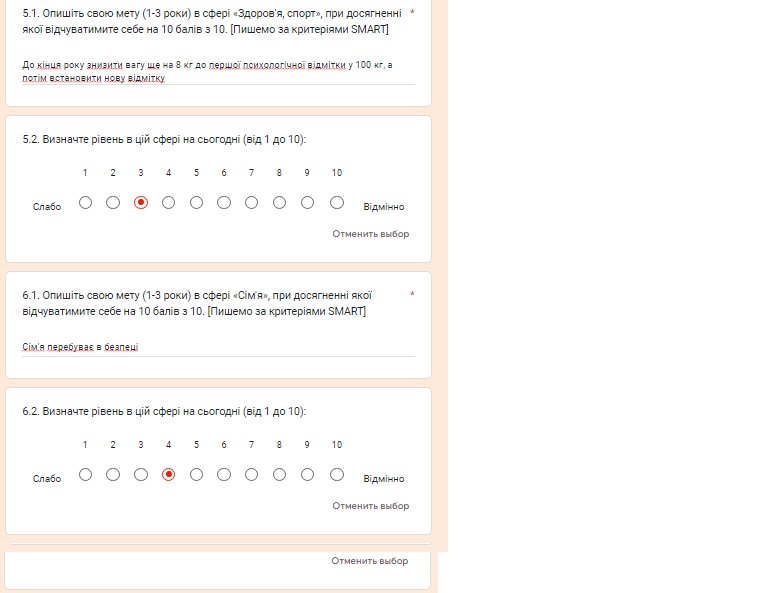 5.1. Опишіть свою мету (1-3 роки) в сфері «Здоров'я, спорт», при досягненні *
якої відчуватимите себе на 10 балів з 10. [Пишемо за критеріями SMART]
До кінця року знизити вагу ще на 8 кг до першої психологічної відмітки у 100 кг, а
потім встановити нову відмітку
5.2. Визначте рівень в цій сфері на сьогодні (від 1 до 10):
1 2 3 4 5 6 7 8 9 10
Слабо Відмінно
Отменить выбор
6.1. Опишіть свою мету (1-3 роки) в сфері «Сім'я», при досягненні якої *
відчуватимите себе на 10 балів з 10. [Пишемо за критеріями SMART]
Сім'я перебуває в безпеці
6.2. Визначте рівень в цій сфері на сьогодні (від 1 до 10):
1 2 3 4 5 6 7 8 9 10
Слабо Відмінно
Отменить выбор
Отменить выбор